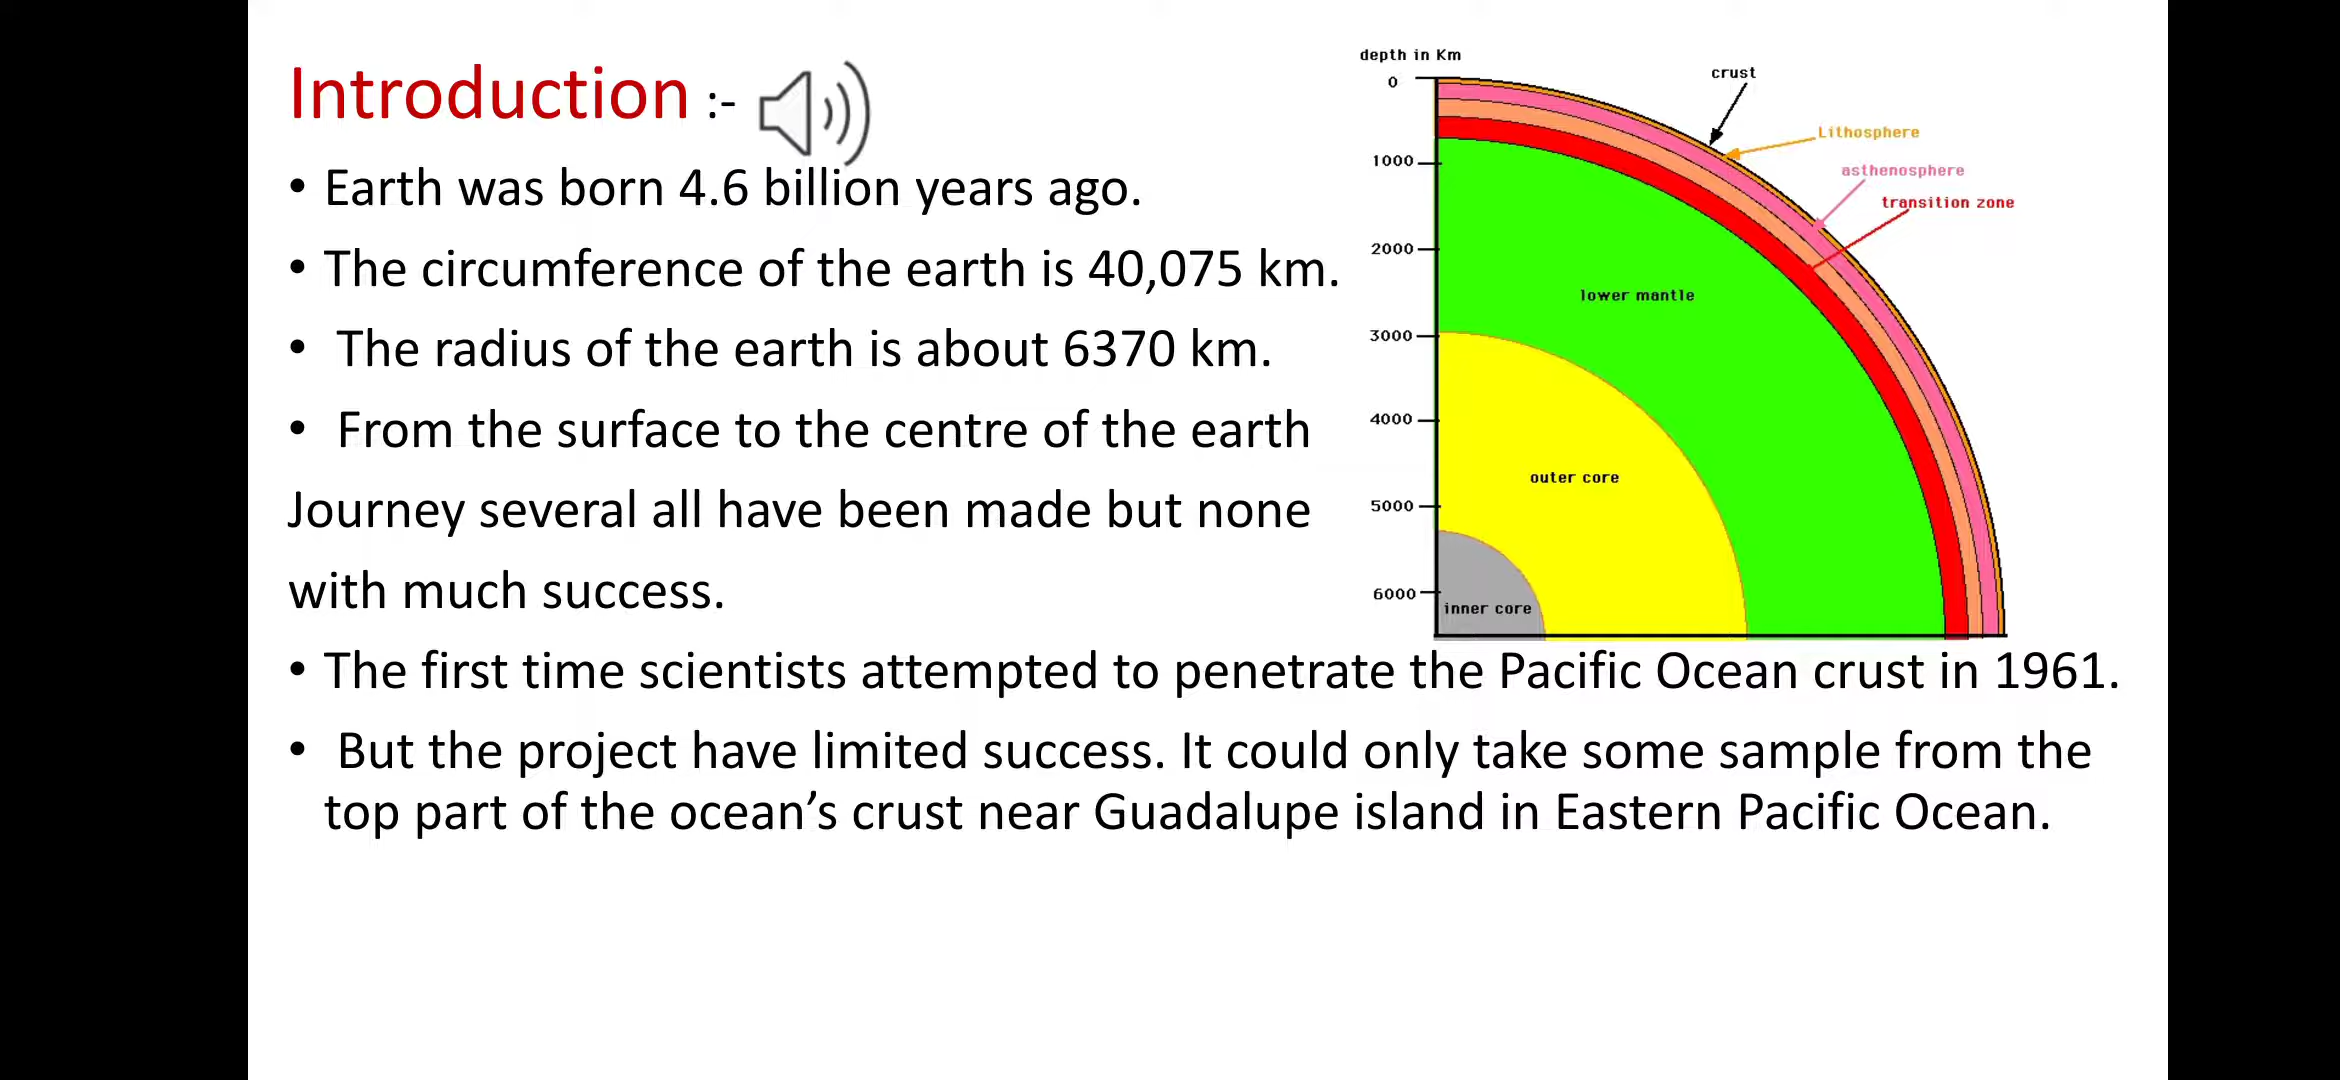 Introduction :-
• Earth was born 4.6 billion years ago.
• The circumference of the earth is 40,075 km.
• The radius of the earth is about 6370 km.
• From the surface to the centre of the earth
Journey several all have been made but none
with much success.
• The first time scientists attempted to penetrate the Pacific Ocean crust in 1961.
• But the project have limited success. It could only take some sample from the
top part of the ocean’s crust near Guadalupe island in Eastern Pacific Ocean.
depth in Km
0
1000
2000
3000
4000
5000
6000
crust
Lithosphere
asthenosphere
transition zone
lower mantle
outer core
inner core